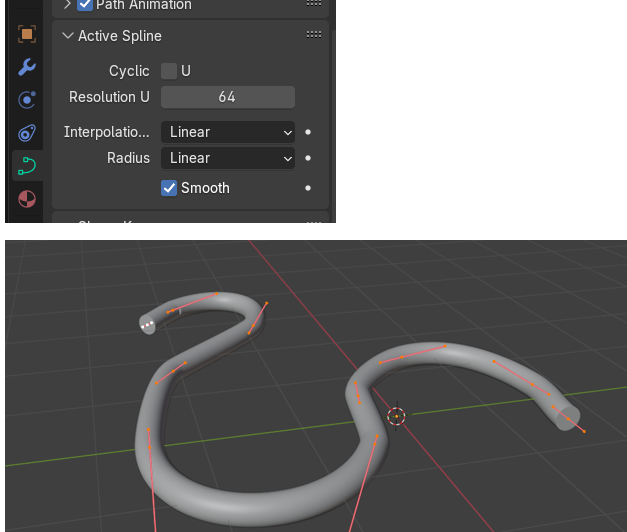 Path Animation
Active Spline
Cyclic U
Resolution U 64
Interpolatio... Linear
Radius Linear
Smooth